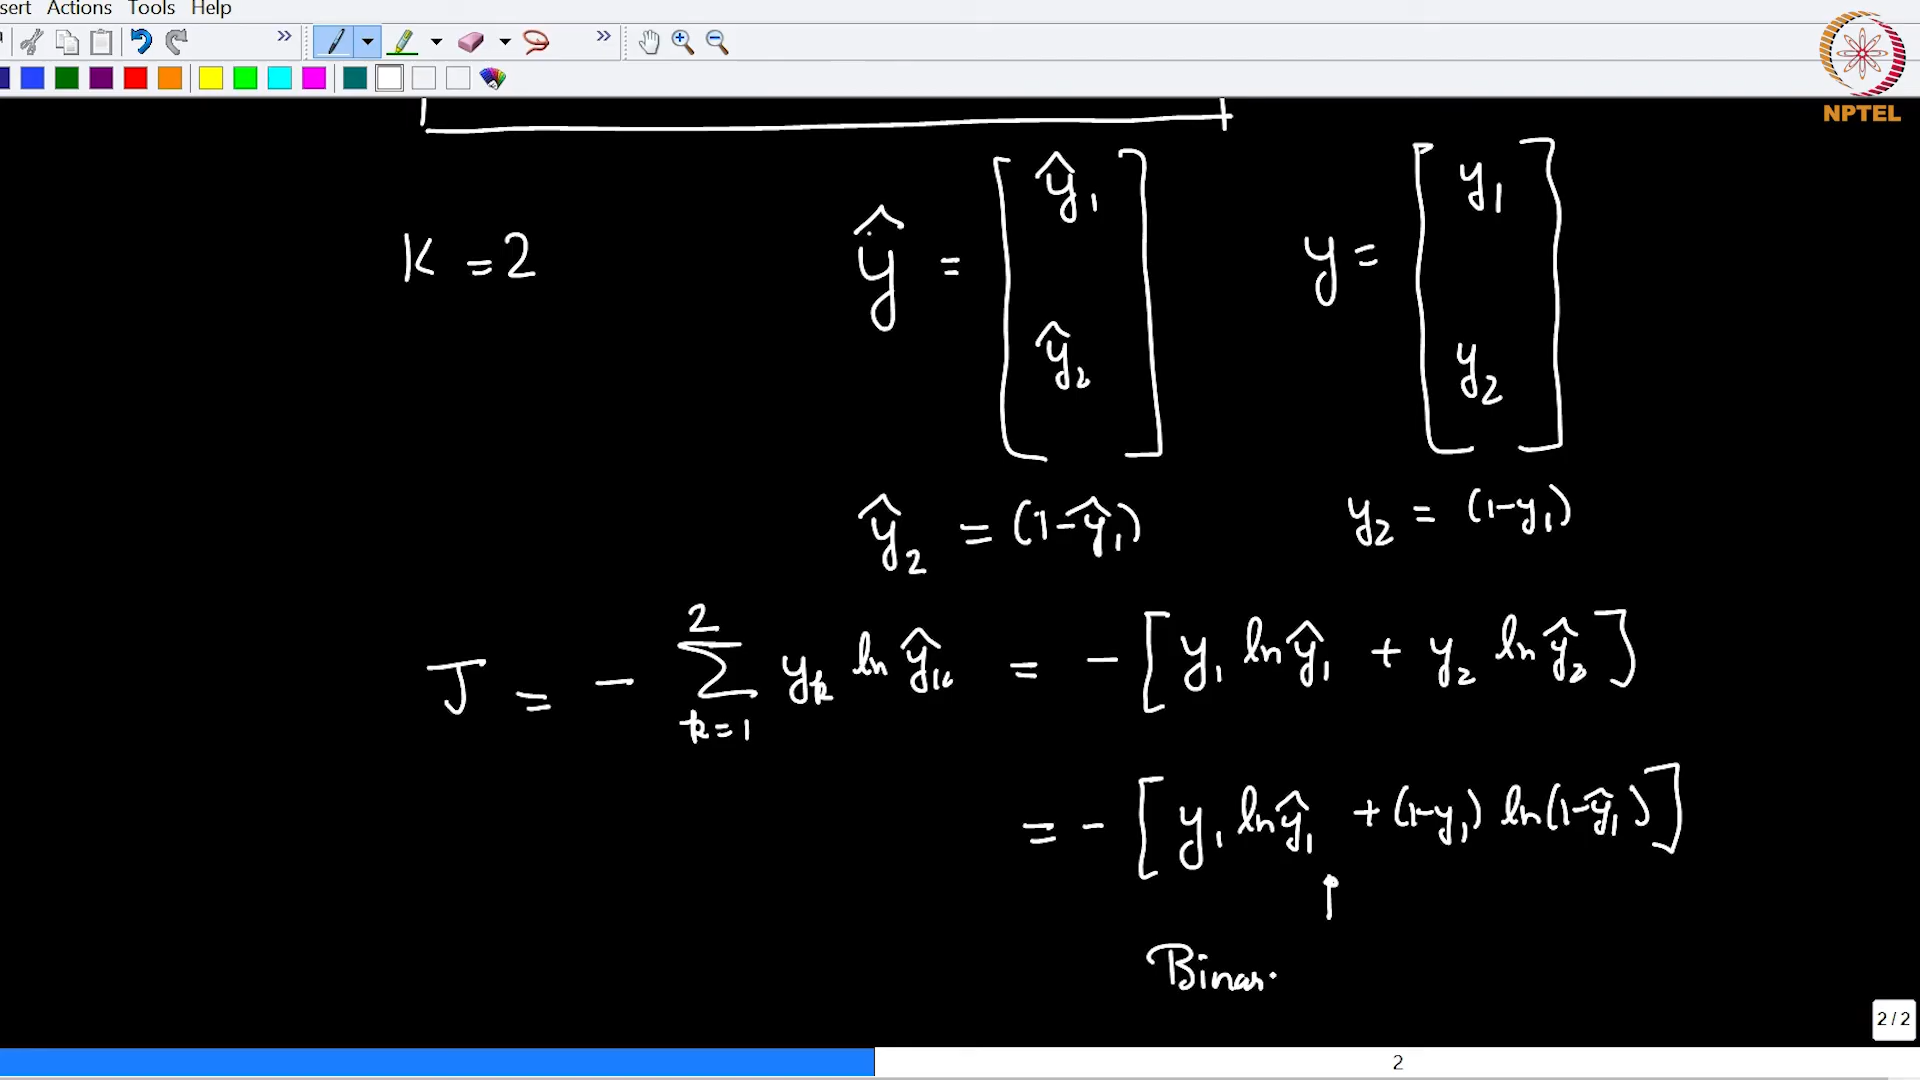 sert Actions Tools Help
NPTEL
K = 2
ŷ = [ ŷ₁ ŷ₂ ]
y = [ y₁ y₂ ]
ŷ₂ = (1-ŷ₁)
y₂ = (1-y₁)
J = - Σ_{k=1}^{2} y_k ln ŷ_k = - [ y₁ ln ŷ₁ + y₂ ln ŷ₂ ]
= - [ y₁ ln ŷ₁ + (1-y₁) ln(1-ŷ₁) ]
Binar
2 / 2
2